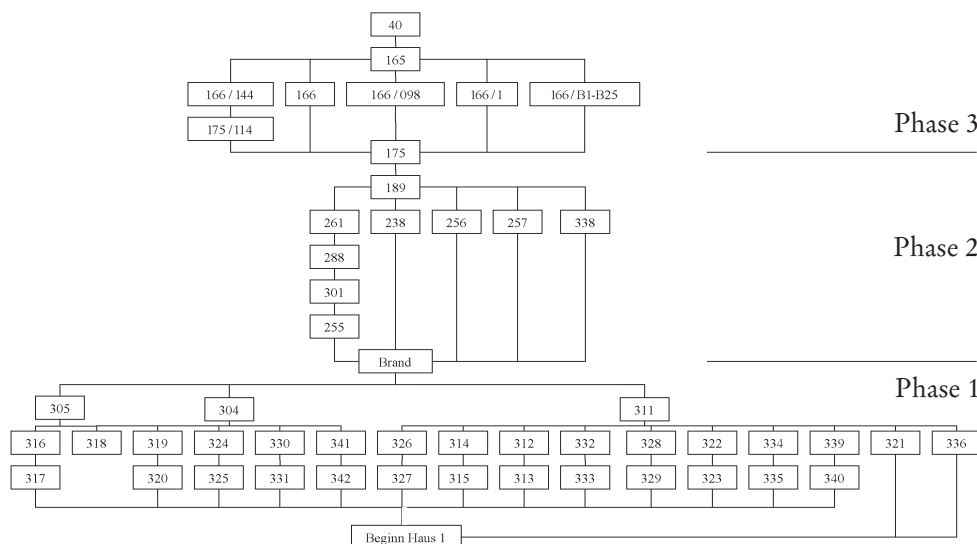 40
165
166/144 166 166/098 166/1 166/B1-B25
175/114
Phase 3
175
189
261 238 256 257 338
Phase 2
288
301
255
Brand
Phase 1
305 304 311
316 318 319 324 330 341 326 314 312 332 328 322 334 339 321 336
317 320 325 331 342 327 315 313 333 329 323 335 340
Beginn Haus 1